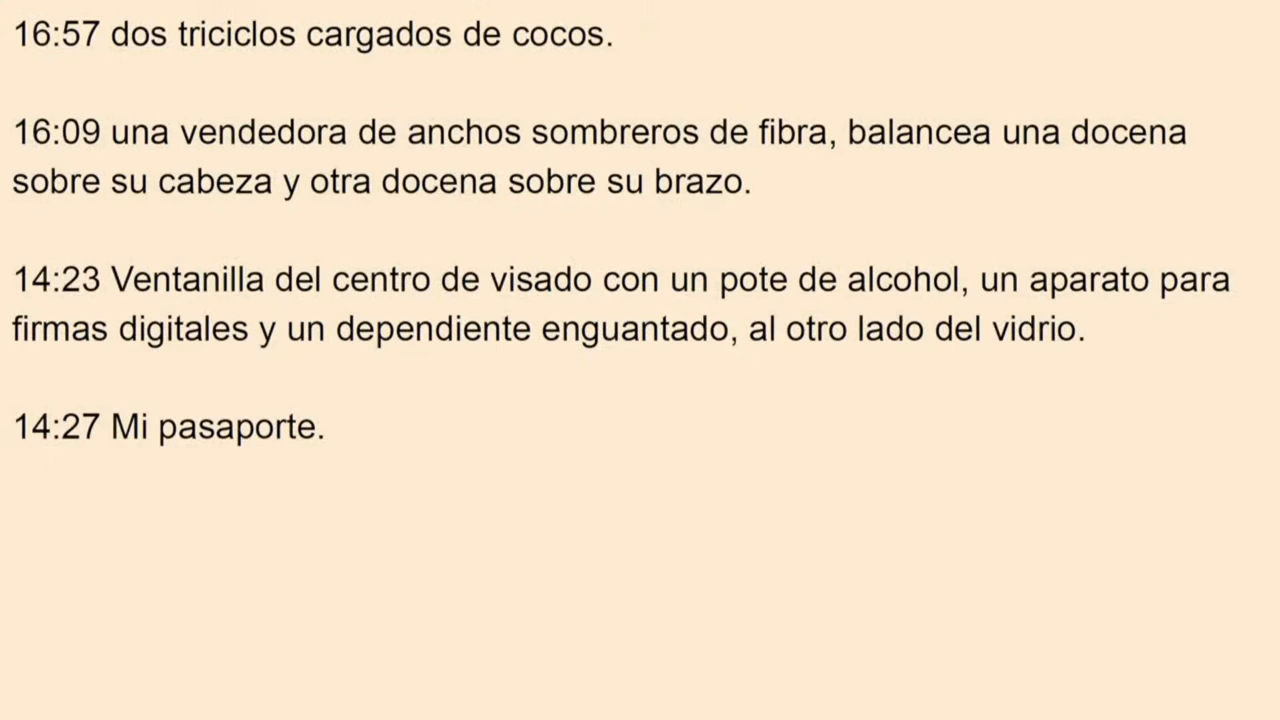 16:57 dos triciclos cargados de cocos.
16:09 una vendedora de anchos sombreros de fibra, balancea una docena
sobre su cabeza y otra docena sobre su brazo.
14:23 Ventanilla del centro de visado con un pote de alcohol, un aparato para
firmas digitales y un dependiente enguantado, al otro lado del vidrio.
14:27 Mi pasaporte.